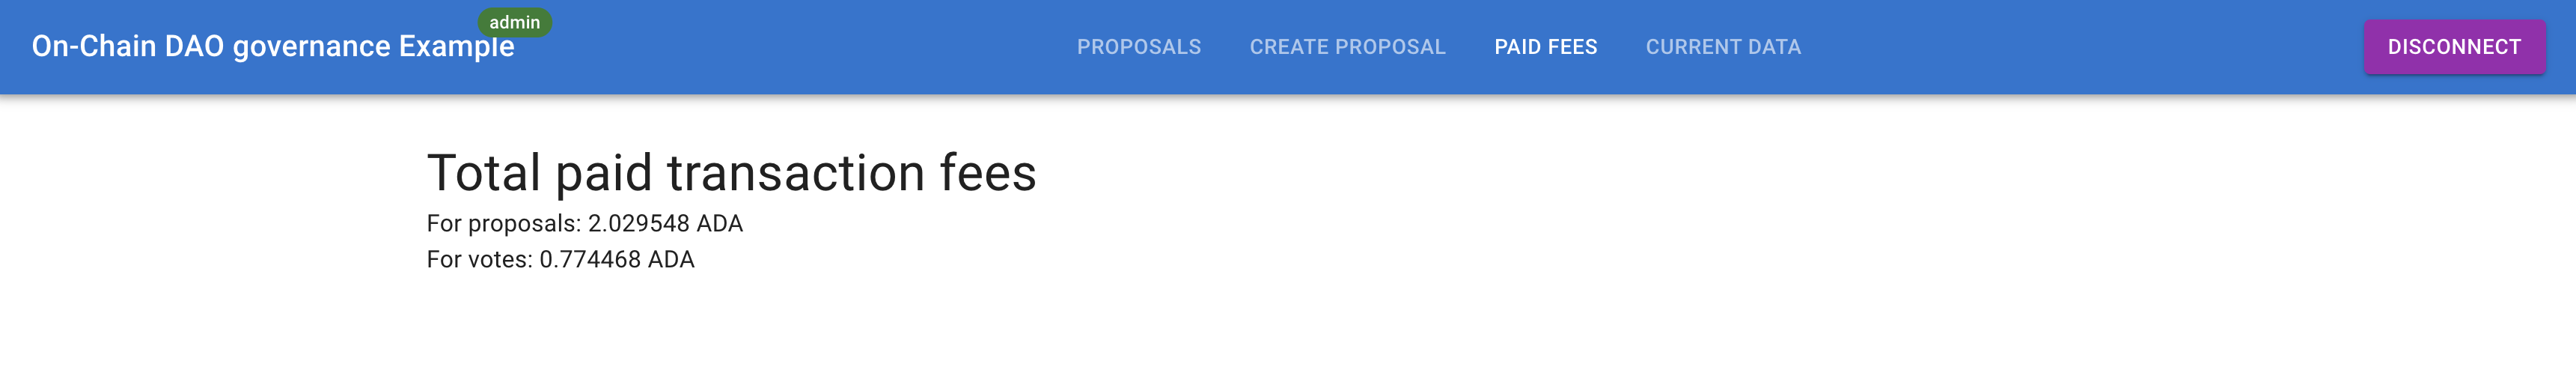 On-Chain DAO governance Example
admin
PROPOSALS
CREATE PROPOSAL
PAID FEES
CURRENT DATA
DISCONNECT
Total paid transaction fees
For proposals: 2.029548 ADA
For votes: 0.774468 ADA